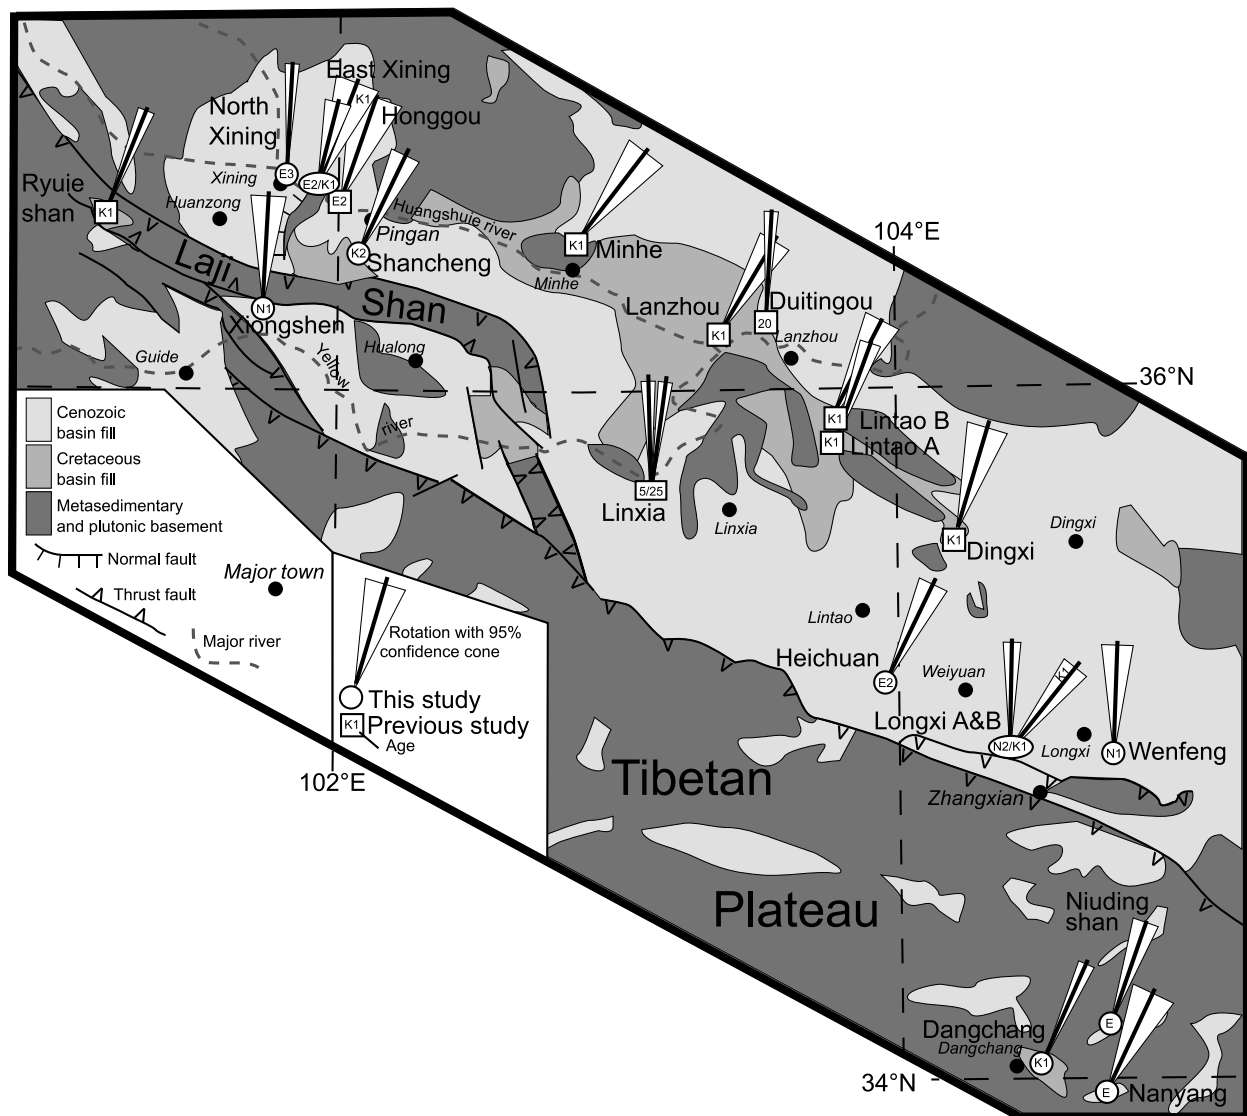 East Xining
K1
North
Xining
Honggou
E3
E2/K1
E2
Xining
Ryuie
shan
K1
Huanzong
Huangshuie river
Pingan
K2
Shancheng
K1
Minhe
Minhe
104°E
Laji
Shan
N1
Xiongshen
Lanzhou
K1
Duitingou
20
Lanzhou
Guide
Yellow
river
Hualong
36°N
K1
Lintao B
K1
Lintao A
5/25
Linxia
Linxia
K1
Dingxi
Dingxi
Cenozoic
basin fill
Cretaceous
basin fill
Metasedimentary
and plutonic basement
Normal fault
Thrust fault
Major town
Major river
Rotation with 95%
confidence cone
This study
K1
Previous study
Age
102°E
Lintao
Heichuan
E2
Weiyuan
K1
Longxi A&B
N2/K1
Longxi
N1
Wenfeng
Zhangxian
Tibetan
Plateau
Niuding
shan
E
Dangchang
Dangchang
K1
34°N
E
Nanyang